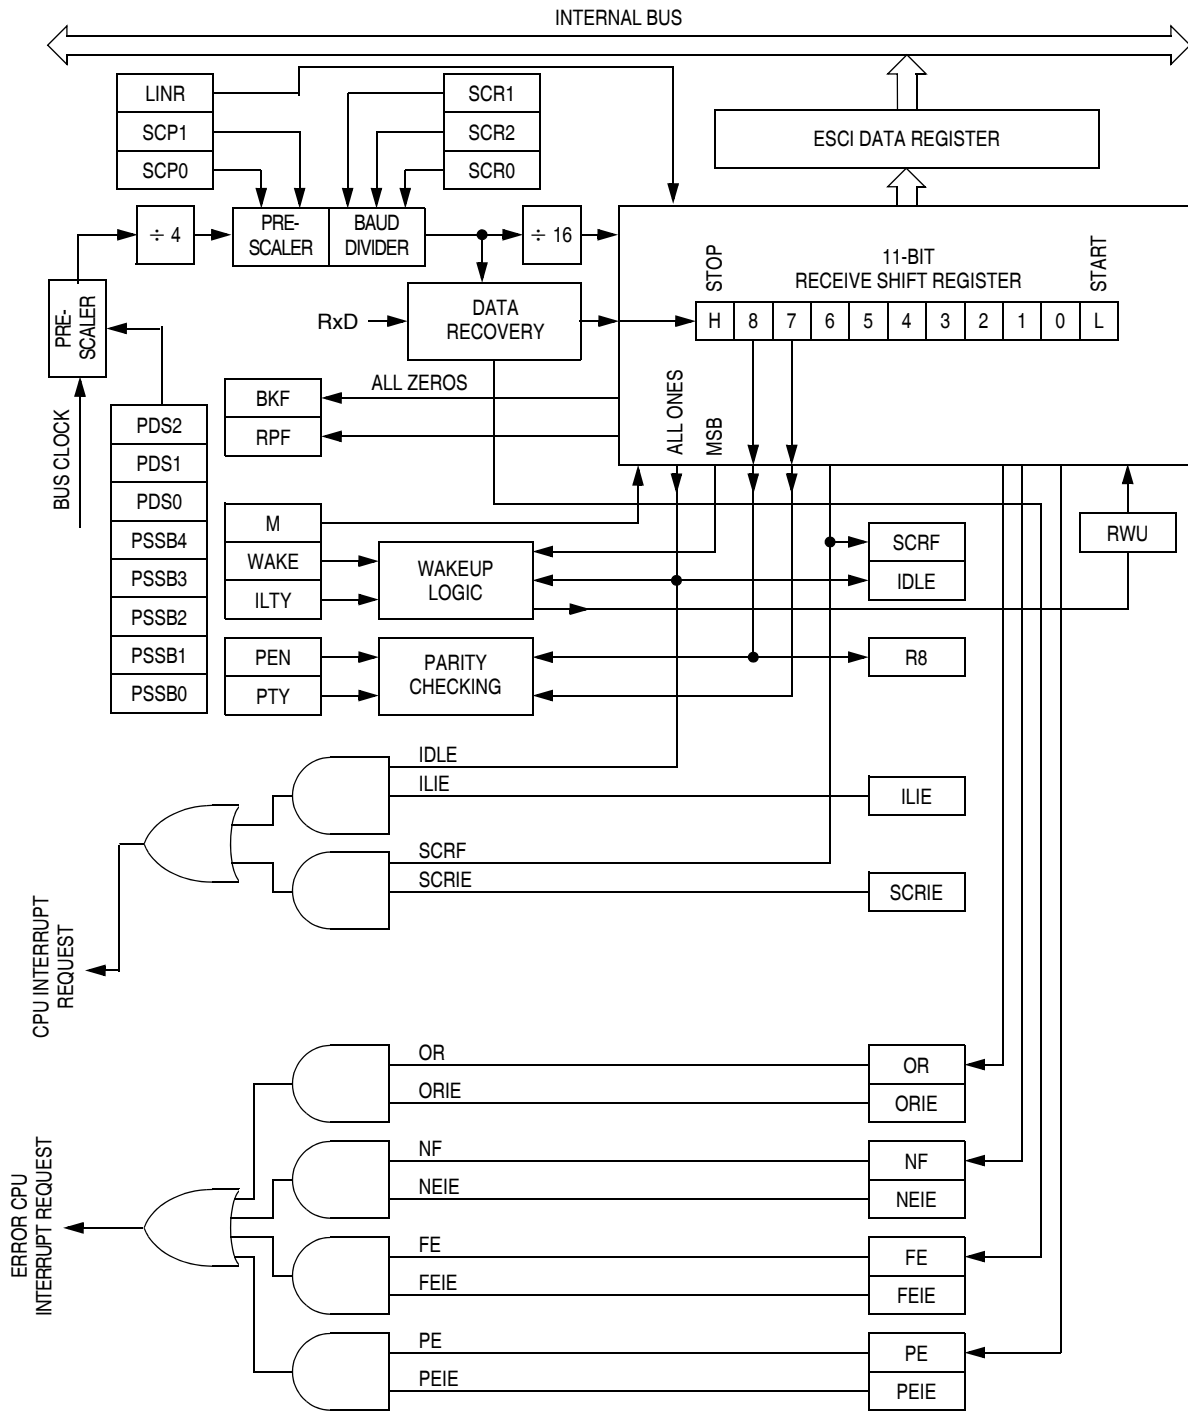 INTERNAL BUS
LINR
SCP1
SCP0
SCR1
SCR2
SCR0
ESCI DATA REGISTER
÷ 4
PRE-
SCALER
BAUD
DIVIDER
÷ 16
STOP
11-BIT
RECEIVE SHIFT REGISTER
START
H
8
7
6
5
4
3
2
1
0
L
PRE-
SCALER
BUS CLOCK
RxD
DATA
RECOVERY
ALL ZEROS
BKF
RPF
ALL ONES
MSB
PDS2
PDS1
PDS0
PSSB4
PSSB3
PSSB2
PSSB1
PSSB0
M
WAKE
ILTY
WAKEUP
LOGIC
SCRF
IDLE
RWU
PEN
PTY
PARITY
CHECKING
R8
IDLE
ILIE
ILIE
SCRF
SCRIE
SCRIE
CPU INTERRUPT
REQUEST
OR
ORIE
OR
ORIE
NF
NEIE
NF
NEIE
ERROR CPU
INTERRUPT REQUEST
FE
FEIE
FE
FEIE
PE
PEIE
PE
PEIE